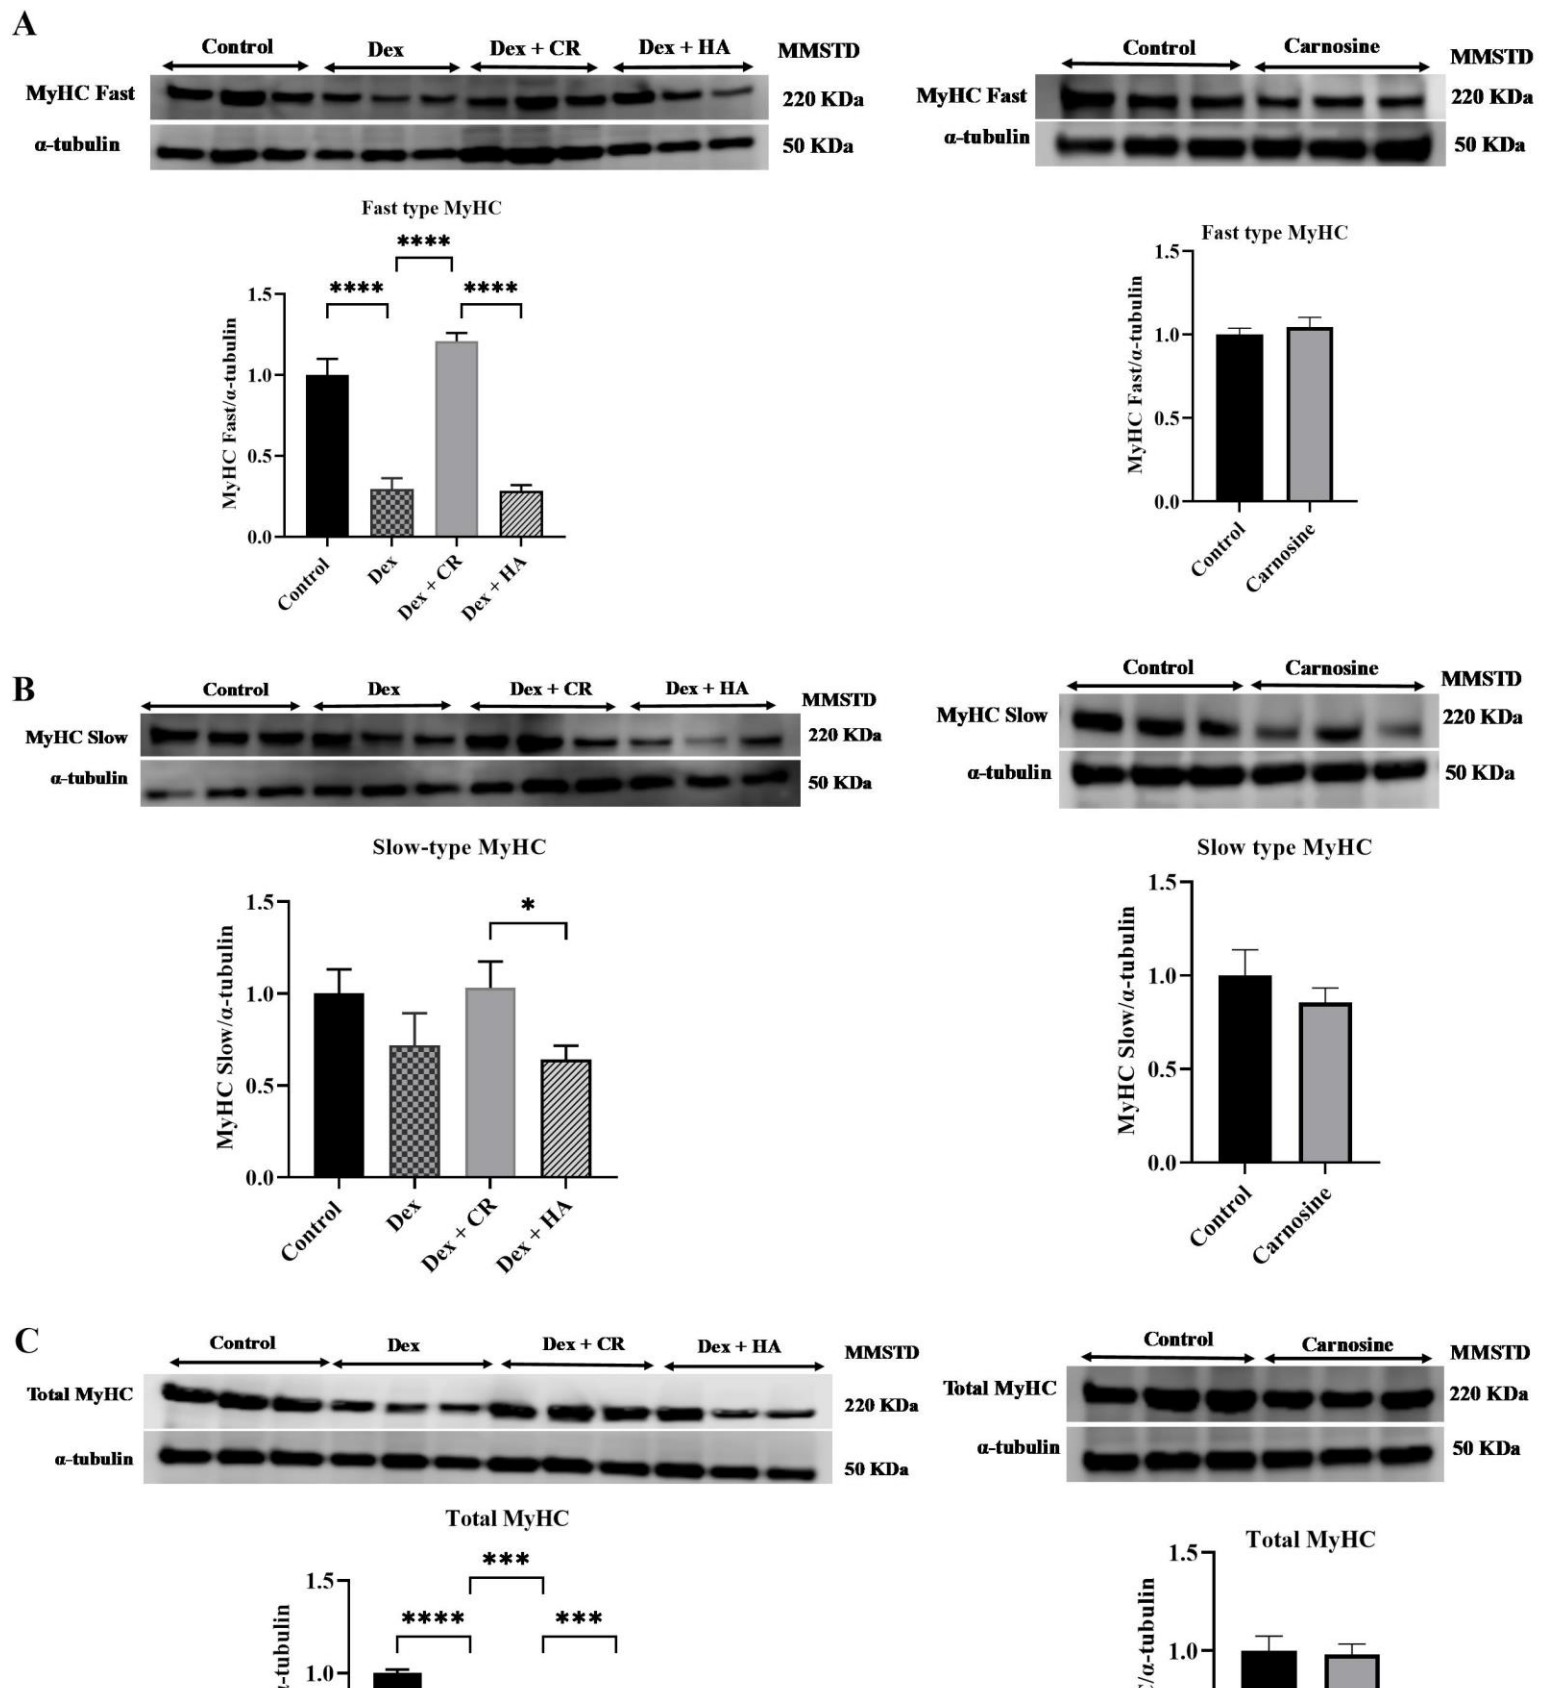 A
Control Dex Dex + CR Dex + HA MMSTD
MyHC Fast 220 KDa
α-tubulin 50 KDa
Fast type MyHC
****
**** ****
MyHC Fast/α-tubulin
1.5
1.0
0.5
0.0
Control Dex Dex + CR Dex + HA
Control Carnosine MMSTD
MyHC Fast 220 KDa
α-tubulin 50 KDa
Fast type MyHC
MyHC Fast/α-tubulin
1.5
1.0
0.5
0.0
Control Carnosine
B
Control Dex Dex + CR Dex + HA MMSTD
MyHC Slow 220 KDa
α-tubulin 50 KDa
Slow-type MyHC
*
MyHC Slow/α-tubulin
1.5
1.0
0.5
0.0
Control Dex Dex + CR Dex + HA
Control Carnosine MMSTD
MyHC Slow 220 KDa
α-tubulin 50 KDa
Slow type MyHC
MyHC Slow/α-tubulin
1.5
1.0
0.5
0.0
Control Carnosine
C
Control Dex Dex + CR Dex + HA MMSTD
Total MyHC 220 KDa
α-tubulin 50 KDa
Total MyHC
***
**** ***
α-tubulin
1.5
1.0
Control Carnosine MMSTD
Total MyHC 220 KDa
α-tubulin 50 KDa
Total MyHC
/α-tubulin
1.5
1.0